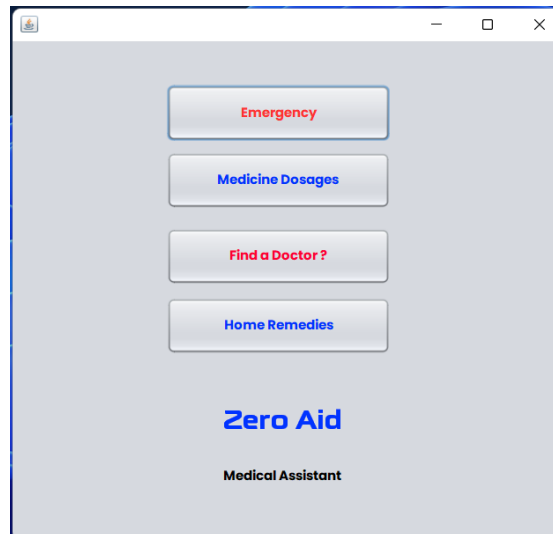 Emergency
Medicine Dosages
Find a Doctor ?
Home Remedies
Zero Aid
Medical Assistant